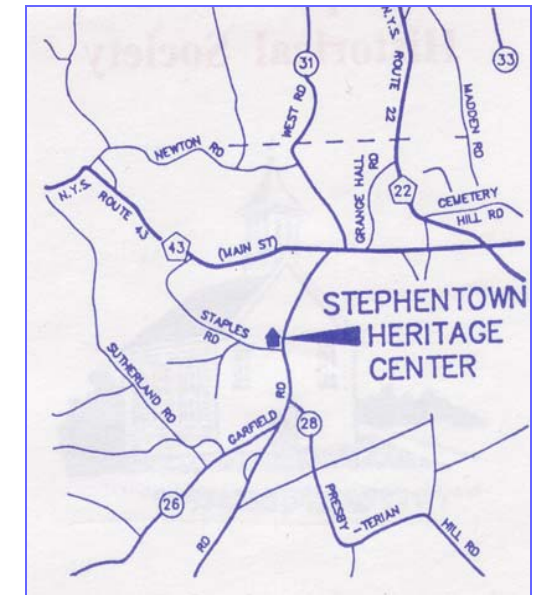 Historical Society
31
N.Y.S. ROUTE 22
33
WEST RD
MADDEN RD
NEWTON RD
GRANGE HALL RD
22
CEMETERY
HILL RD
N.Y.S. ROUTE 43
43
(MAIN ST)
STEPHENTOWN
HERITAGE
CENTER
STAPLES
RD
SUTHERLAND RD
GARFIELD RD
28
26
PRESBY
-TERIAN
HILL RD
RD